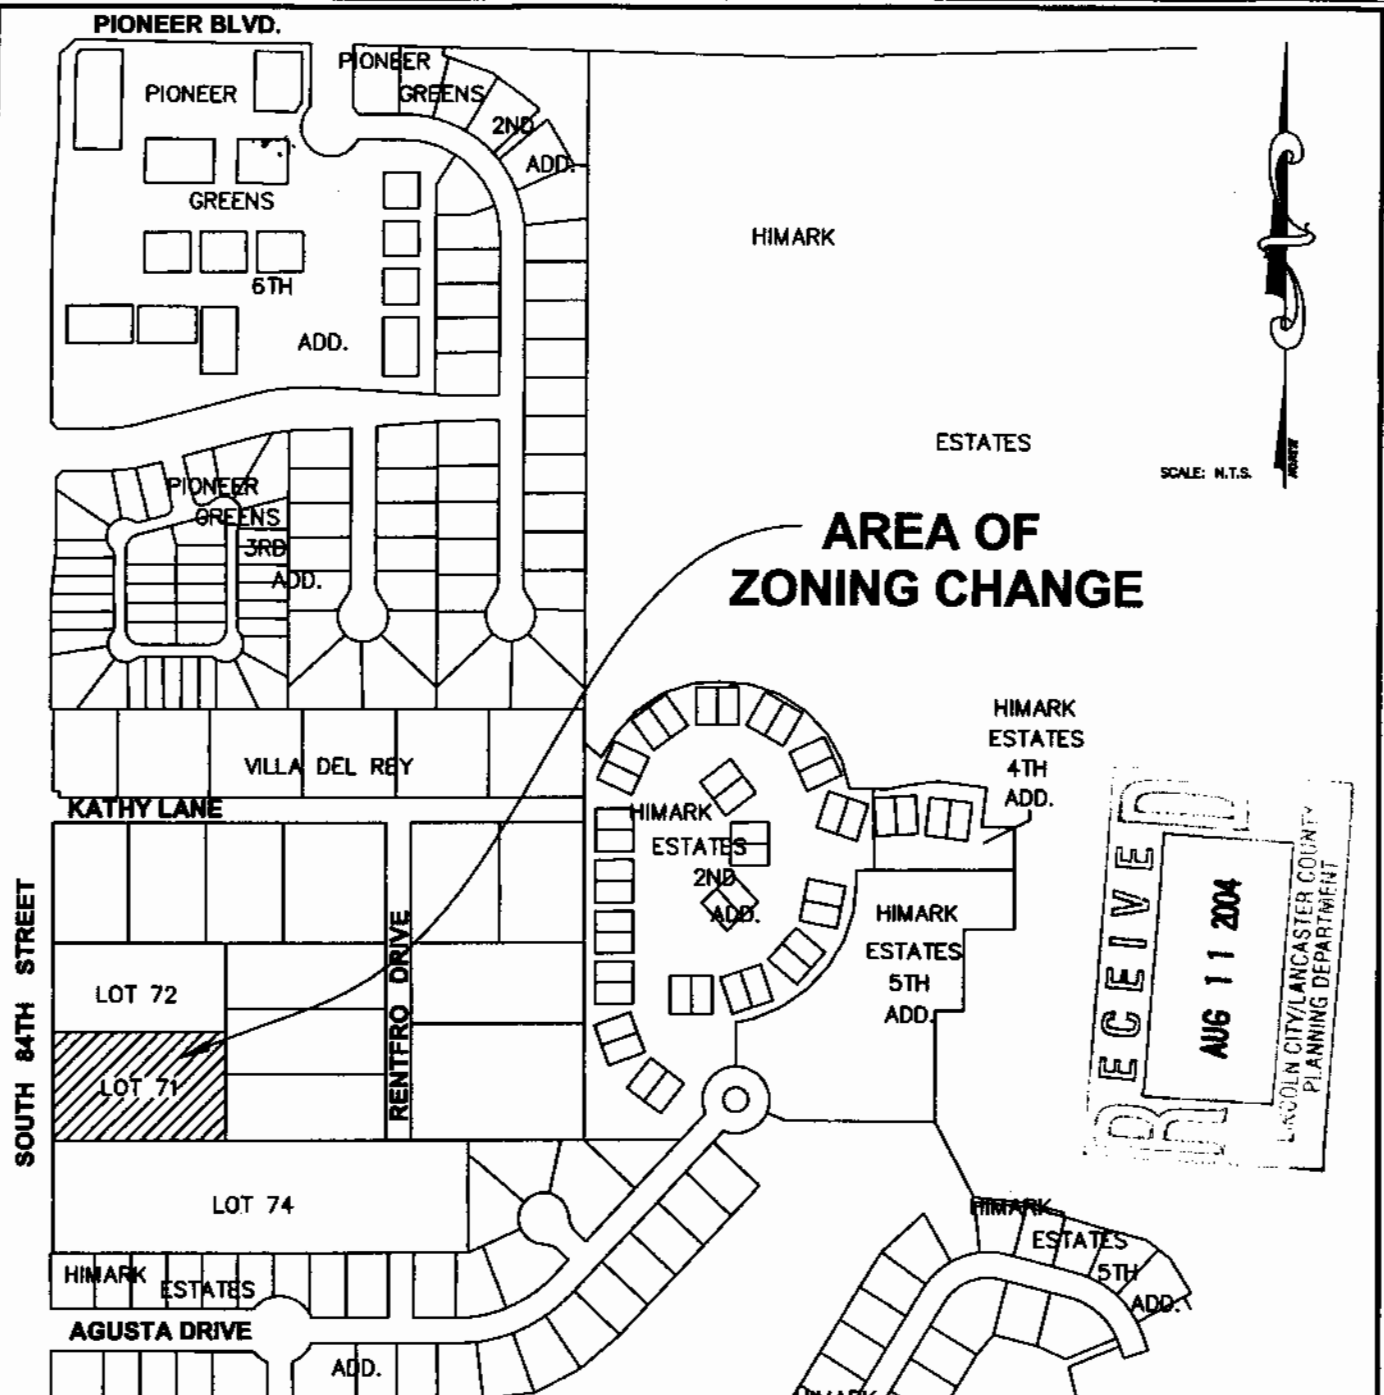 PIONEER BLVD.
PIONEER
GREENS
6TH
ADD.
PIONEER
GREENS
2ND
ADD.
HIMARK
ESTATES
SCALE: N.T.S.
NORTH
AREA OF
ZONING CHANGE
PIONEER
GREENS
3RD
ADD.
VILLA DEL REY
KATHY LANE
HIMARK
ESTATES
2ND
ADD.
HIMARK
ESTATES
4TH
ADD.
HIMARK
ESTATES
5TH
ADD.
RECEIVED
AUG 11 2004
LINCOLN CITY/LANCASTER COUNTY
PLANNING DEPARTMENT
SOUTH 84TH STREET
RENTFRO DRIVE
LOT 72
LOT 71
LOT 74
HIMARK ESTATES
AGUSTA DRIVE
ADD.
HIMARK
ESTATES
5TH
ADD.
HIMARK